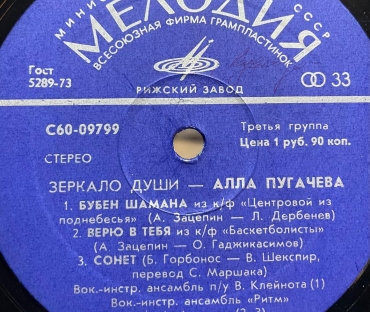 МИНИ
СССР
МЕЛОДИЯ
ВСЕСОЮЗНАЯ ФИРМА ГРАМПЛАСТИНОК
Гост
5289-73
33
РИЖСКИЙ ЗАВОД
С60-09799
Третья группа
Цена 1 руб. 90 коп.
СТЕРЕО
ЗЕРКАЛО ДУШИ — АЛЛА ПУГАЧЕВА
1. БУБЕН ШАМАНА из к/ф «Центровой из
поднебесья» (А. Зацепин — Л. Дербенев)
2. ВЕРЮ В ТЕБЯ из к/ф «Баскетболисты»
(А. Зацепин — О. Гаджикасимов)
3. СОНЕТ (Б. Горбонос — В. Шекспир,
перевод С. Маршака)
Вок.-инстр. ансамбль п/у В. Клейнота (1)
Вок.-инстр. ансамбль «Ритм»